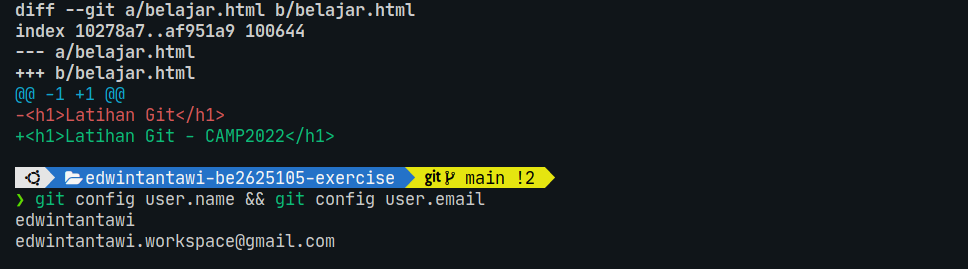 diff --git a/belajar.html b/belajar.html
index 10278a7..af951a9 100644
--- a/belajar.html
+++ b/belajar.html
@@ -1 +1 @@
-<h1>Latihan Git</h1>
+<h1>Latihan Git - CAMP2022</h1>
edwintantawi-be2625105-exercise git main !2
❯ git config user.name && git config user.email
edwintantawi
edwintantawi.workspace@gmail.com